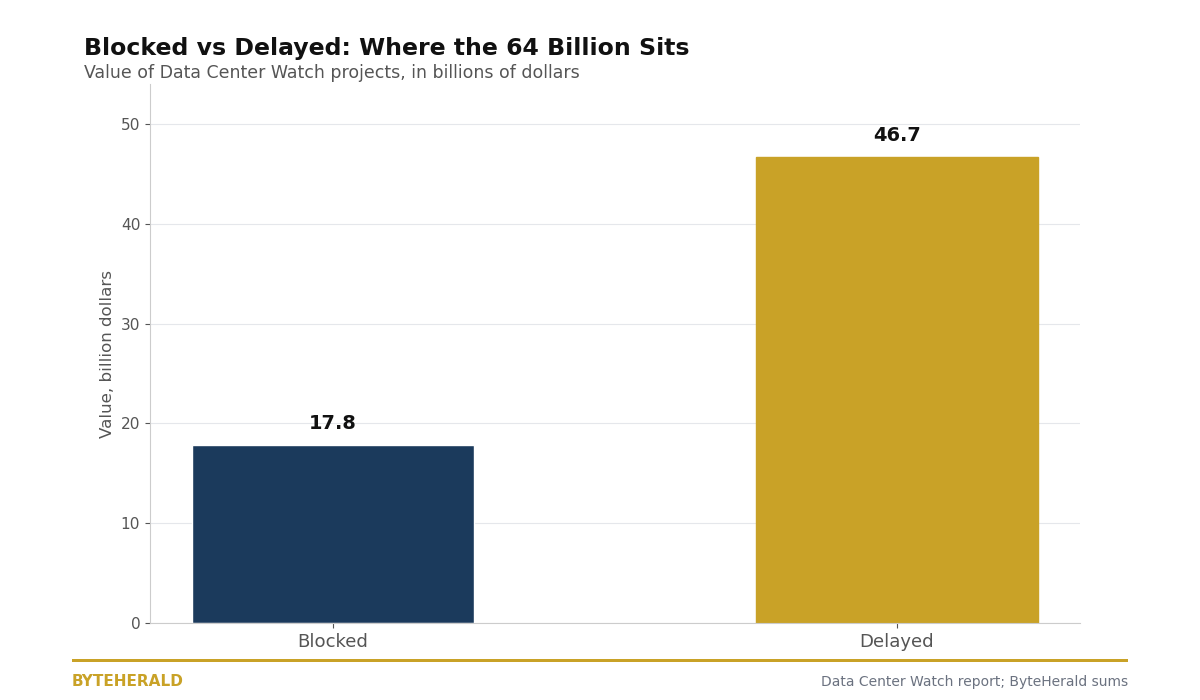 Blocked vs Delayed: Where the 64 Billion Sits
Value of Data Center Watch projects, in billions of dollars
Value, billion dollars
50
40
30
20
10
0
17.8
46.7
Blocked
Delayed
BYTEHERALD
Data Center Watch report; ByteHerald sums